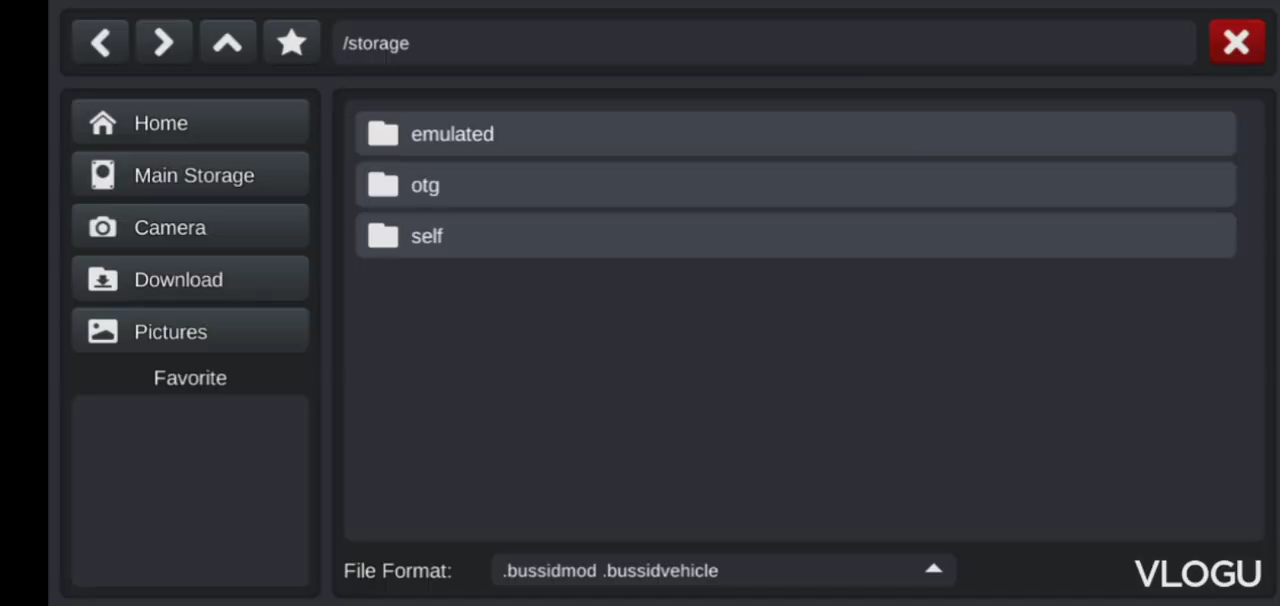 /storage
Home
Main Storage
Camera
Download
Pictures
Favorite
emulated
otg
self
File Format:
.bussidmod .bussidvehicle
VLOGU